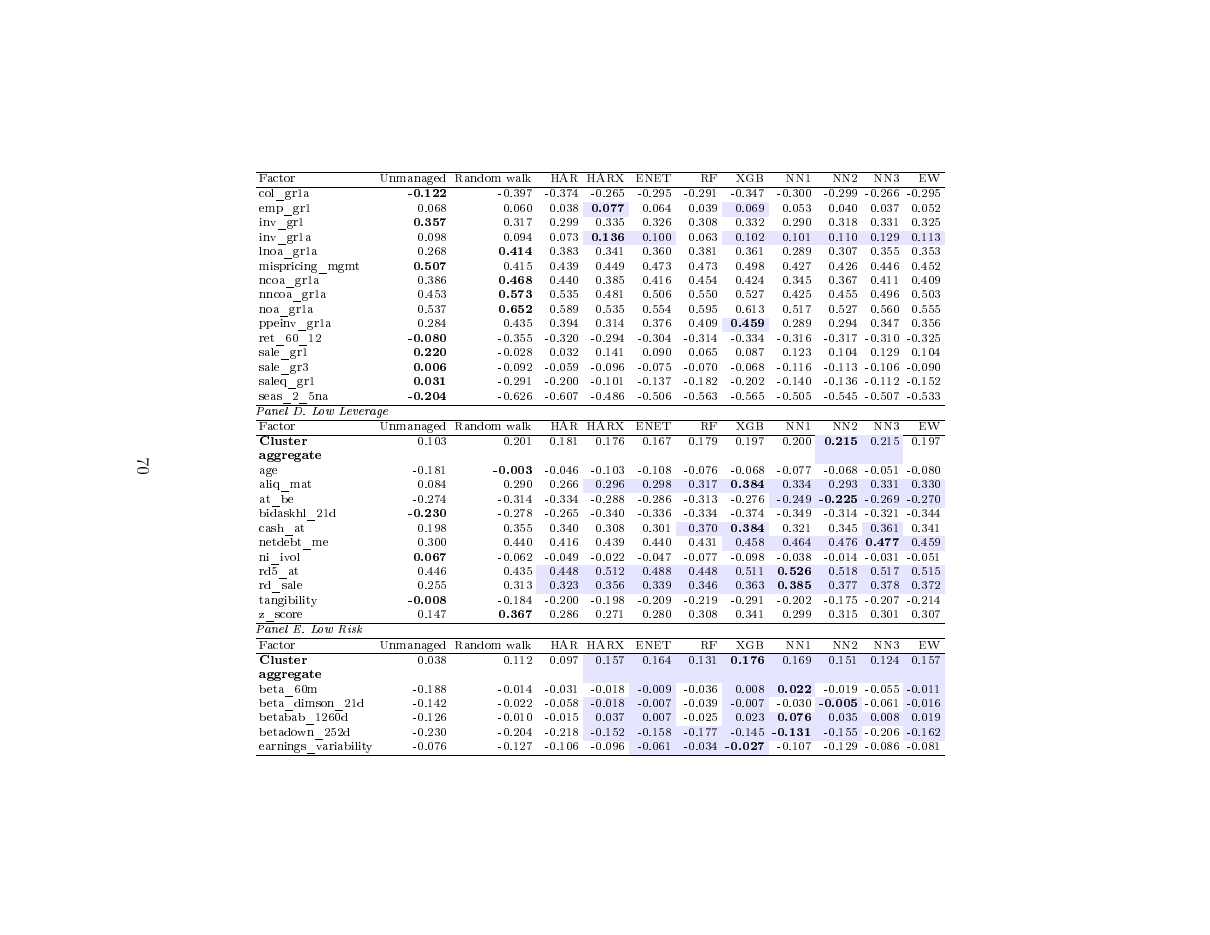 Factor Unmanaged Random walk HAR HARX ENET RF XGB NN1 NN2 NN3 EW
col_gr1a -0.122 -0.397 -0.374 -0.265 -0.295 -0.291 -0.347 -0.300 -0.299 -0.266 -0.295
emp_gr1 0.068 0.060 0.038 0.077 0.064 0.039 0.069 0.053 0.040 0.037 0.052
inv_gr1 0.357 0.317 0.299 0.335 0.326 0.308 0.332 0.290 0.318 0.331 0.325
inv_gr1a 0.098 0.094 0.073 0.136 0.100 0.063 0.102 0.101 0.110 0.129 0.113
lnoa_gr1a 0.268 0.414 0.383 0.341 0.360 0.381 0.361 0.289 0.307 0.355 0.353
mispricing_mgmt 0.507 0.415 0.439 0.449 0.473 0.473 0.498 0.427 0.426 0.446 0.452
ncoa_gr1a 0.386 0.468 0.440 0.385 0.416 0.454 0.424 0.345 0.367 0.411 0.409
nncoa_gr1a 0.453 0.573 0.535 0.481 0.506 0.550 0.527 0.425 0.455 0.496 0.503
noa_gr1a 0.537 0.652 0.589 0.535 0.554 0.595 0.613 0.517 0.527 0.560 0.555
ppeinv_gr1a 0.284 0.435 0.394 0.314 0.376 0.409 0.459 0.289 0.294 0.347 0.356
ret_60_12 -0.080 -0.355 -0.320 -0.294 -0.304 -0.314 -0.334 -0.316 -0.317 -0.310 -0.325
sale_gr1 0.220 -0.028 0.032 0.141 0.090 0.065 0.087 0.123 0.104 0.129 0.104
sale_gr3 0.006 -0.092 -0.059 -0.096 -0.075 -0.070 -0.068 -0.116 -0.113 -0.106 -0.090
saleq_gr1 0.031 -0.291 -0.200 -0.101 -0.137 -0.182 -0.202 -0.140 -0.136 -0.112 -0.152
seas_2_5na -0.204 -0.626 -0.607 -0.486 -0.506 -0.563 -0.565 -0.505 -0.545 -0.507 -0.533
Panel D. Low Leverage
Factor Unmanaged Random walk HAR HARX ENET RF XGB NN1 NN2 NN3 EW
Cluster 0.103 0.201 0.181 0.176 0.167 0.179 0.197 0.200 0.215 0.215 0.197
aggregate
age -0.181 -0.003 -0.046 -0.103 -0.108 -0.076 -0.068 -0.077 -0.068 -0.051 -0.080
aliq_mat 0.084 0.290 0.266 0.296 0.298 0.317 0.384 0.334 0.293 0.331 0.330
at_be -0.274 -0.314 -0.334 -0.288 -0.286 -0.313 -0.276 -0.249 -0.225 -0.269 -0.270
bidaskhl_21d -0.230 -0.278 -0.265 -0.340 -0.336 -0.334 -0.374 -0.349 -0.314 -0.321 -0.344
cash_at 0.198 0.355 0.340 0.308 0.301 0.370 0.384 0.321 0.345 0.361 0.341
netdebt_me 0.300 0.440 0.416 0.439 0.440 0.431 0.458 0.464 0.476 0.477 0.459
ni_ivol 0.067 -0.062 -0.049 -0.022 -0.047 -0.077 -0.098 -0.038 -0.014 -0.031 -0.051
rd5_at 0.446 0.435 0.448 0.512 0.488 0.448 0.511 0.526 0.518 0.517 0.515
rd_sale 0.255 0.313 0.323 0.356 0.339 0.346 0.363 0.385 0.377 0.378 0.372
tangibility -0.008 -0.184 -0.200 -0.198 -0.209 -0.219 -0.291 -0.202 -0.175 -0.207 -0.214
z_score 0.147 0.367 0.286 0.271 0.280 0.308 0.341 0.299 0.315 0.301 0.307
Panel E. Low Risk
Factor Unmanaged Random walk HAR HARX ENET RF XGB NN1 NN2 NN3 EW
Cluster 0.038 0.112 0.097 0.157 0.164 0.131 0.176 0.169 0.151 0.124 0.157
aggregate
beta_60m -0.188 -0.014 -0.031 -0.018 -0.009 -0.036 0.008 0.022 -0.019 -0.055 -0.011
beta_dimson_21d -0.142 -0.022 -0.058 -0.018 -0.007 -0.039 -0.007 -0.030 -0.005 -0.061 -0.016
betabab_1260d -0.126 -0.010 -0.015 0.037 0.007 -0.025 0.023 0.076 0.035 0.008 0.019
betadown_252d -0.230 -0.204 -0.218 -0.152 -0.158 -0.177 -0.145 -0.131 -0.155 -0.206 -0.162
earnings_variability -0.076 -0.127 -0.106 -0.096 -0.061 -0.034 -0.027 -0.107 -0.129 -0.086 -0.081
70